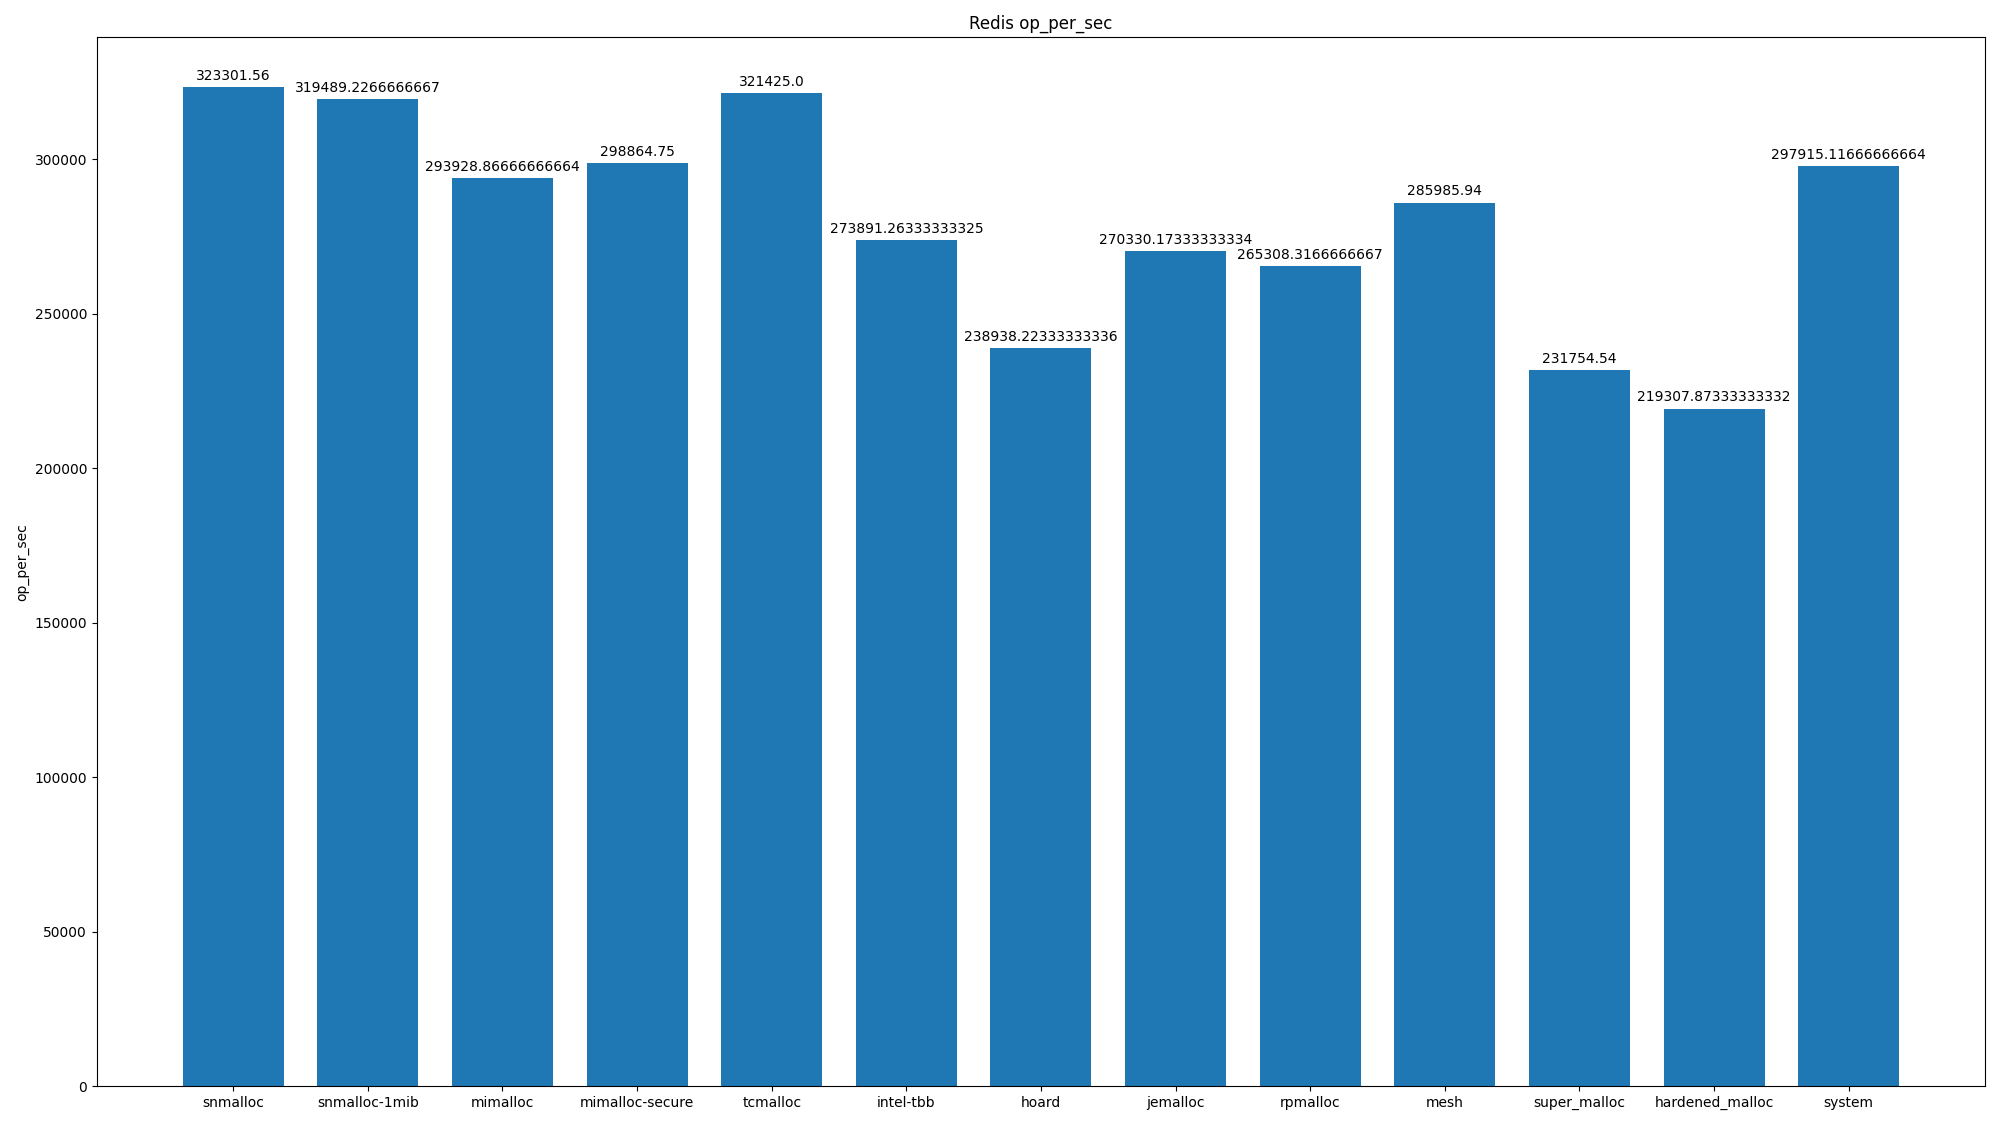 Redis op_per_sec
323301.56
319489.2266666667
293928.86666666664
298864.75
321425.0
273891.26333333325
238938.22333333336
270330.17333333334
265308.3166666667
285985.94
231754.54
219307.87333333332
297915.11666666664
300000
250000
200000
150000
100000
50000
0
op_per_sec
snmalloc
snmalloc-1mib
mimalloc
mimalloc-secure
tcmalloc
intel-tbb
hoard
jemalloc
rpmalloc
mesh
super_malloc
hardened_malloc
system